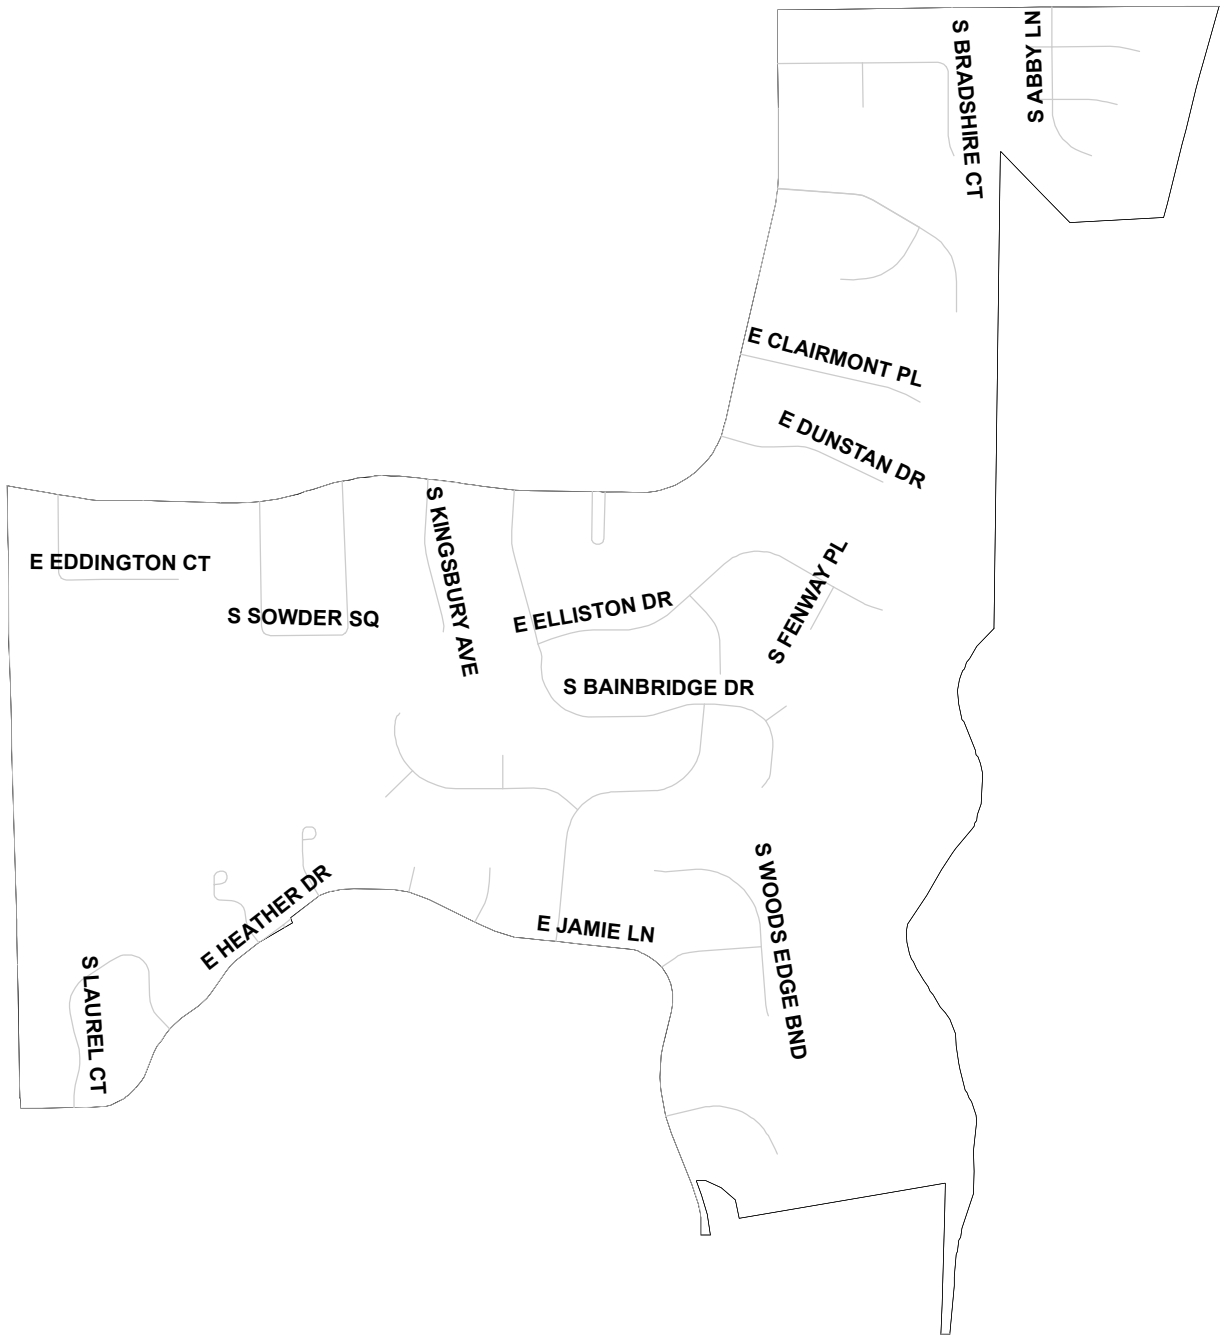 S BRADSHIRE CT
S ABBY LN
E CLAIRMONT PL
E DUNSTAN DR
S KINGSBURY AVE
E EDDINGTON CT
S SOWDER SQ
E ELLISTON DR
S FENWAY PL
S BAINBRIDGE DR
S WOODS EDGE BND
E HEATHER DR
E JAMIE LN
S LAUREL CT